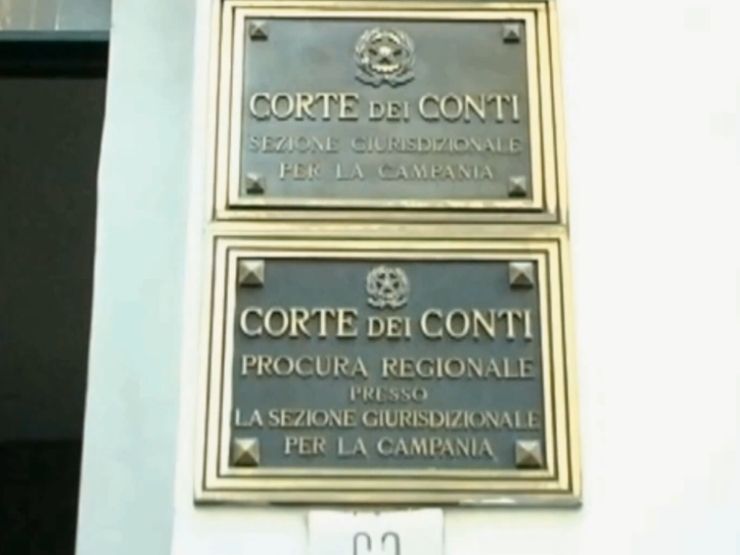 CORTE DEI CONTI
SEZIONE GIURISDIZIONALE
PER LA CAMPANIA
CORTE DEI CONTI
PROCURA REGIONALE
PRESSO
LA SEZIONE GIURISDIZIONALE
PER LA CAMPANIA